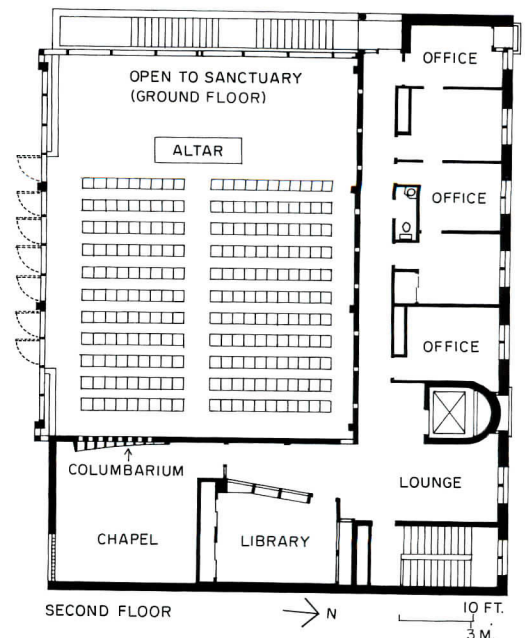 OFFICE
OPEN TO SANCTUARY
(GROUND FLOOR)
ALTAR
OFFICE
OFFICE
COLUMBARIUM
LOUNGE
CHAPEL
LIBRARY
SECOND FLOOR
N
10 FT.
3 M.